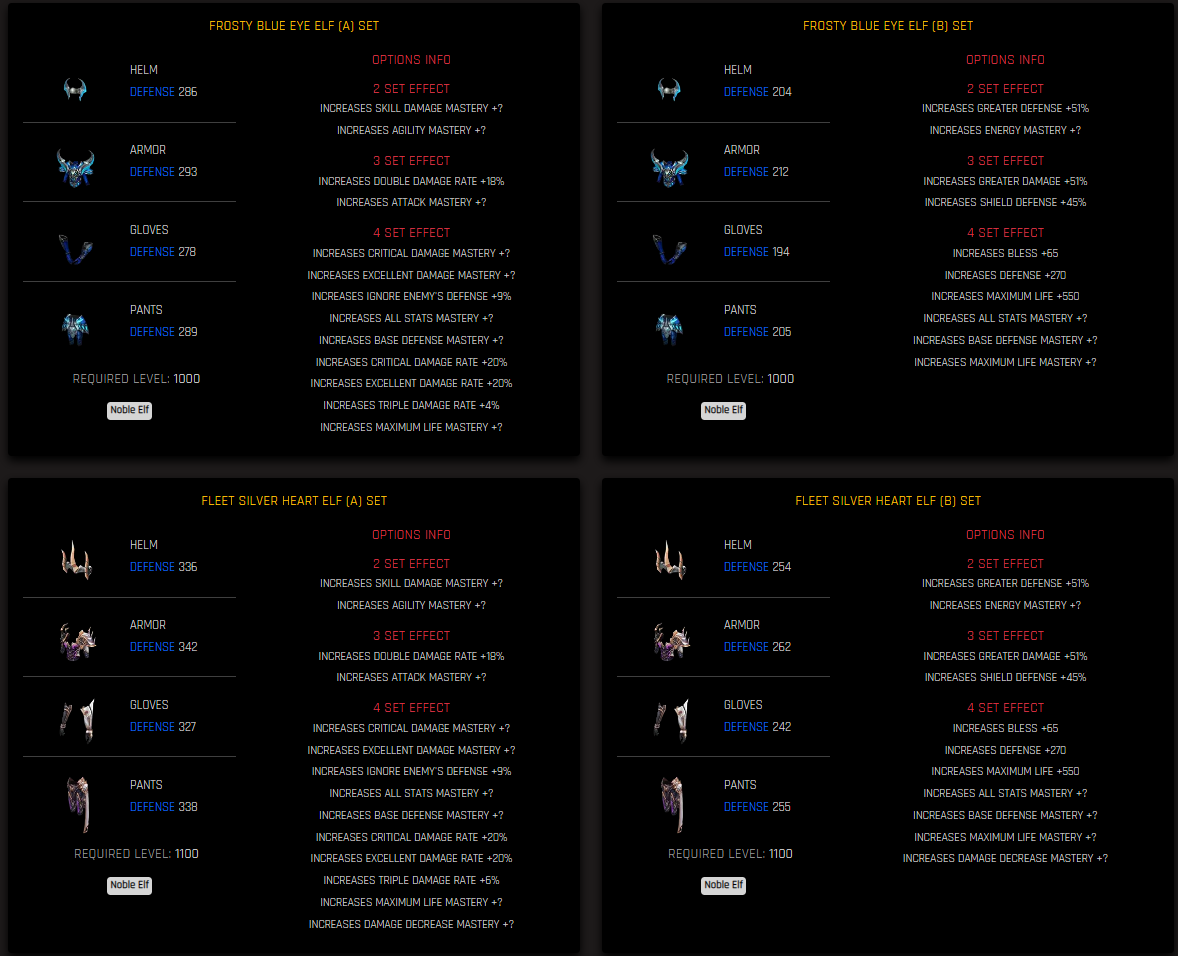 FROSTY BLUE EYE ELF (A) SET
HELM
DEFENSE 286
ARMOR
DEFENSE 293
GLOVES
DEFENSE 278
PANTS
DEFENSE 289
REQUIRED LEVEL: 1000
Noble Elf
OPTIONS INFO
2 SET EFFECT
INCREASES SKILL DAMAGE MASTERY +?
INCREASES AGILITY MASTERY +?
3 SET EFFECT
INCREASES DOUBLE DAMAGE RATE +18%
INCREASES ATTACK MASTERY +?
4 SET EFFECT
INCREASES CRITICAL DAMAGE MASTERY +?
INCREASES EXCELLENT DAMAGE MASTERY +?
INCREASES IGNORE ENEMY'S DEFENSE +9%
INCREASES ALL STATS MASTERY +?
INCREASES BASE DEFENSE MASTERY +?
INCREASES CRITICAL DAMAGE RATE +20%
INCREASES EXCELLENT DAMAGE RATE +20%
INCREASES TRIPLE DAMAGE RATE +4%
INCREASES MAXIMUM LIFE MASTERY +?
FROSTY BLUE EYE ELF (B) SET
HELM
DEFENSE 204
ARMOR
DEFENSE 212
GLOVES
DEFENSE 194
PANTS
DEFENSE 205
REQUIRED LEVEL: 1000
Noble Elf
OPTIONS INFO
2 SET EFFECT
INCREASES GREATER DEFENSE +51%
INCREASES ENERGY MASTERY +?
3 SET EFFECT
INCREASES GREATER DAMAGE +51%
INCREASES SHIELD DEFENSE +45%
4 SET EFFECT
INCREASES BLESS +65
INCREASES DEFENSE +270
INCREASES MAXIMUM LIFE +550
INCREASES ALL STATS MASTERY +?
INCREASES BASE DEFENSE MASTERY +?
INCREASES MAXIMUM LIFE MASTERY +?
FLEET SILVER HEART ELF (A) SET
HELM
DEFENSE 336
ARMOR
DEFENSE 342
GLOVES
DEFENSE 327
PANTS
DEFENSE 338
REQUIRED LEVEL: 1100
Noble Elf
OPTIONS INFO
2 SET EFFECT
INCREASES SKILL DAMAGE MASTERY +?
INCREASES AGILITY MASTERY +?
3 SET EFFECT
INCREASES DOUBLE DAMAGE RATE +18%
INCREASES ATTACK MASTERY +?
4 SET EFFECT
INCREASES CRITICAL DAMAGE MASTERY +?
INCREASES EXCELLENT DAMAGE MASTERY +?
INCREASES IGNORE ENEMY'S DEFENSE +9%
INCREASES ALL STATS MASTERY +?
INCREASES BASE DEFENSE MASTERY +?
INCREASES CRITICAL DAMAGE RATE +20%
INCREASES EXCELLENT DAMAGE RATE +20%
INCREASES TRIPLE DAMAGE RATE +6%
INCREASES MAXIMUM LIFE MASTERY +?
INCREASES DAMAGE DECREASE MASTERY +?
FLEET SILVER HEART ELF (B) SET
HELM
DEFENSE 254
ARMOR
DEFENSE 262
GLOVES
DEFENSE 242
PANTS
DEFENSE 255
REQUIRED LEVEL: 1100
Noble Elf
OPTIONS INFO
2 SET EFFECT
INCREASES GREATER DEFENSE +51%
INCREASES ENERGY MASTERY +?
3 SET EFFECT
INCREASES GREATER DAMAGE +51%
INCREASES SHIELD DEFENSE +45%
4 SET EFFECT
INCREASES BLESS +65
INCREASES DEFENSE +270
INCREASES MAXIMUM LIFE +550
INCREASES ALL STATS MASTERY +?
INCREASES BASE DEFENSE MASTERY +?
INCREASES MAXIMUM LIFE MASTERY +?
INCREASES DAMAGE DECREASE MASTERY +?